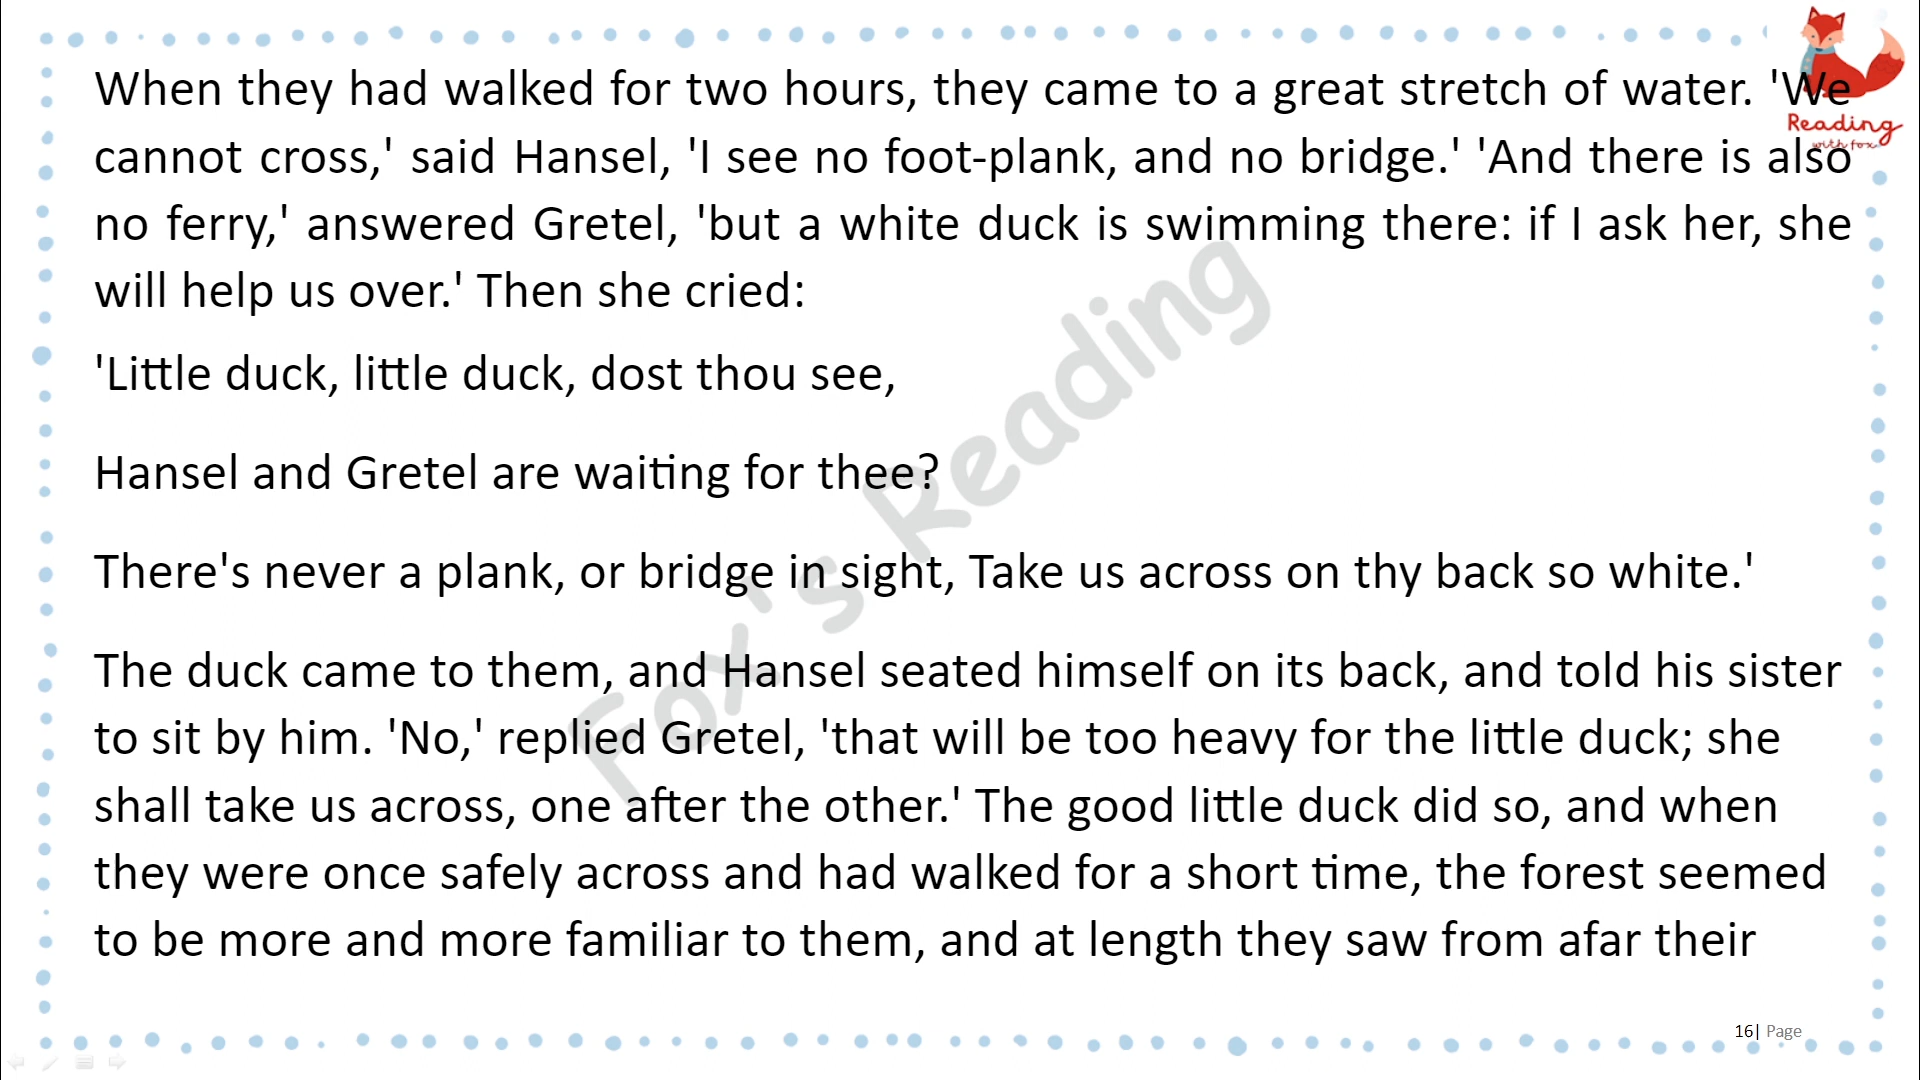 When they had walked for two hours, they came to a great stretch of water. 'We
cannot cross,' said Hansel, 'I see no foot-plank, and no bridge.' 'And there is also
no ferry,' answered Gretel, 'but a white duck is swimming there: if I ask her, she
will help us over.' Then she cried:
'Little duck, little duck, dost thou see,
Hansel and Gretel are waiting for thee?
There's never a plank, or bridge in sight, Take us across on thy back so white.'
The duck came to them, and Hansel seated himself on its back, and told his sister
to sit by him. 'No,' replied Gretel, 'that will be too heavy for the little duck; she
shall take us across, one after the other.' The good little duck did so, and when
they were once safely across and had walked for a short time, the forest seemed
to be more and more familiar to them, and at length they saw from afar their
Reading
with fox
Fox's Reading
16| Page